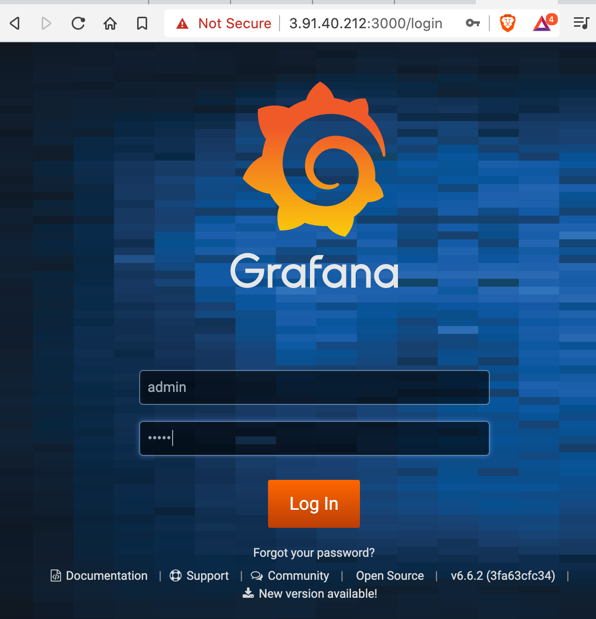 Not Secure | 3.91.40.212:3000/login 4
Grafana
admin
•••••
Log In
Forgot your password?
Documentation | Support | Community | Open Source | v6.6.2 (3fa63cfc34) |
New version available!